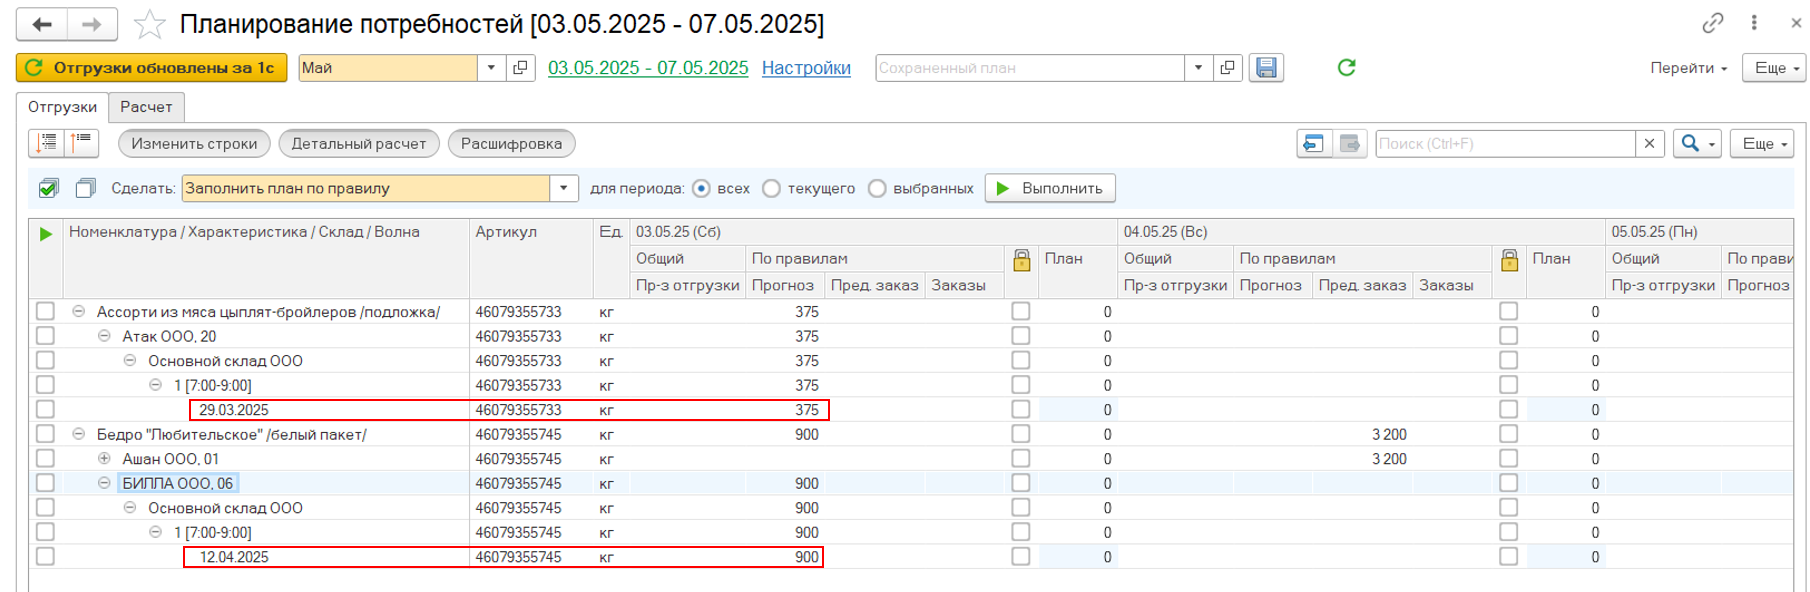 Планирование потребностей [03.05.2025 - 07.05.2025]
Отгрузки обновлены за 1с Май 03.05.2025 - 07.05.2025 Настройки Сохраненный план Перейти Еще
Отгрузки Расчет
Изменить строки Детальный расчет Расшифровка Поиск (Ctrl+F) × Еще
Сделать: Заполнить план по правилу для периода: всех текущего выбранных Выполнить
Номенклатура / Характеристика / Склад / Волна Артикул Ед. 03.05.25 (Сб) 04.05.25 (Вс) 05.05.25 (Пн)
Общий По правилам План Общий По правилам План Общий По прави
Пр-з отгрузки Прогноз Пред. заказ Заказы Пр-з отгрузки Прогноз Пред. заказ Заказы Пр-з отгрузки Прогноз
Ассорти из мяса цыплят-бройлеров /подложка/ 46079355733 кг 375 0 0
Атак ООО, 20 46079355733 кг 375 0 0
Основной склад ООО 46079355733 кг 375 0 0
1 [7:00-9:00] 46079355733 кг 375 0 0
29.03.2025 46079355733 кг 375 0 0
Бедро "Любительское" /белый пакет/ 46079355745 кг 900 0 3 200 0
Ашан ООО, 01 46079355745 кг 0 3 200 0
БИЛЛА ООО, 06 46079355745 кг 900 0 0
Основной склад ООО 46079355745 кг 900 0 0
1 [7:00-9:00] 46079355745 кг 900 0 0
12.04.2025 46079355745 кг 900 0 0